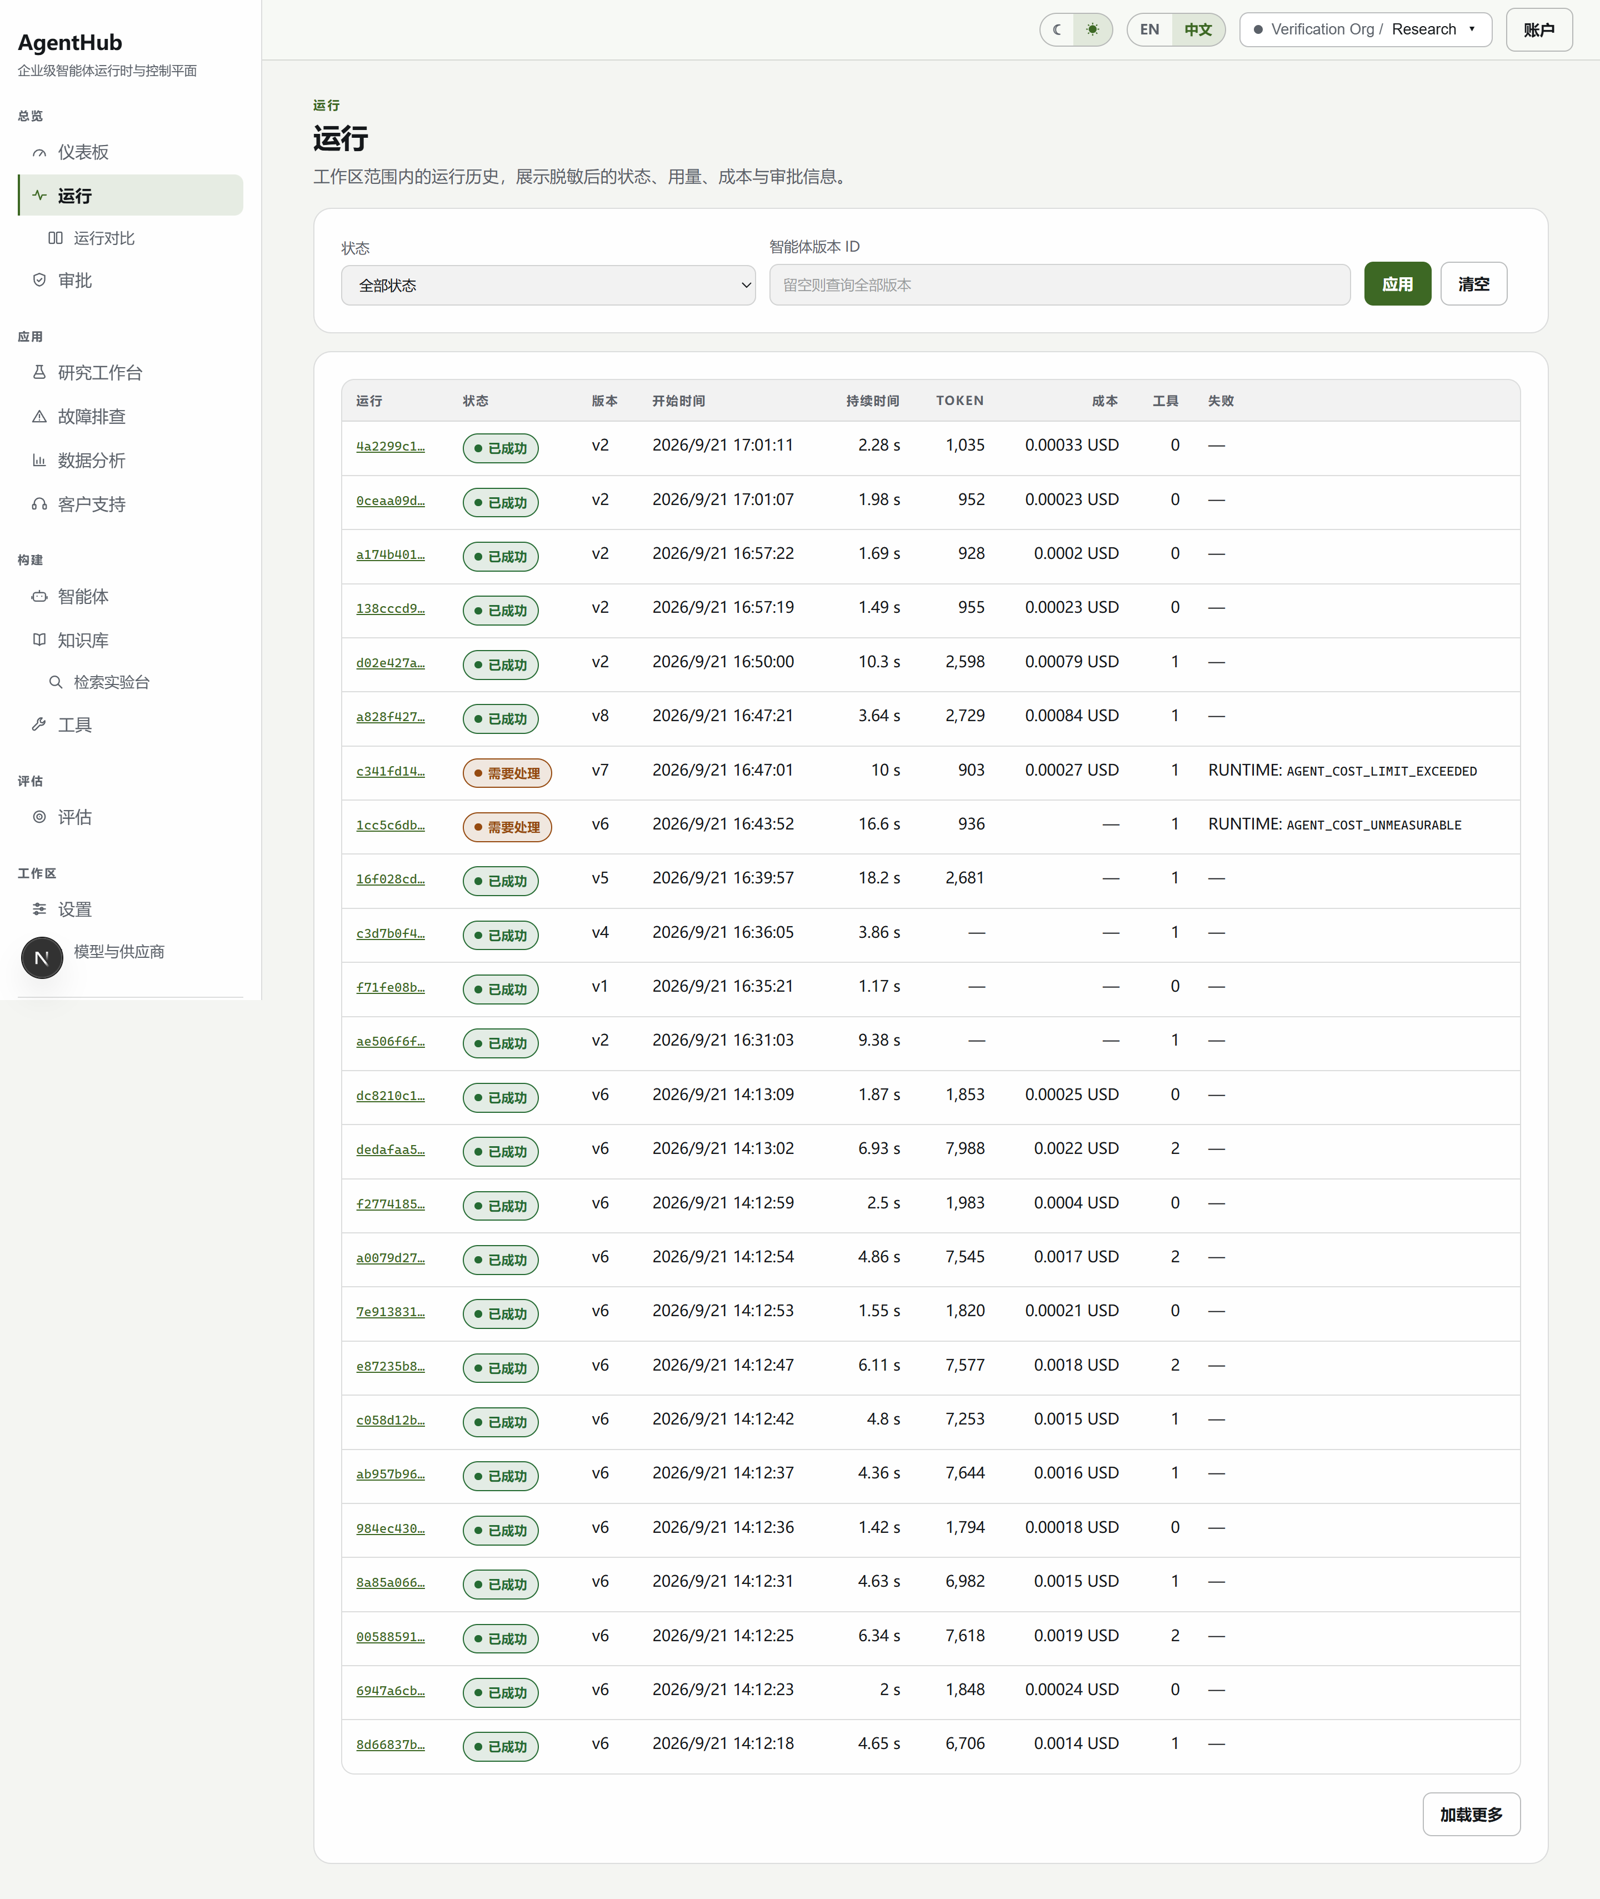 AgentHub
企业级智能体运行时与控制平面
总览
仪表板
运行
运行对比
审批
应用
研究工作台
故障排查
数据分析
客户支持
构建
智能体
知识库
检索实验台
工具
评估
评估
工作区
设置
N
模型与供应商
EN 中文 Verification Org / Research 账户
运行
运行
工作区范围内的运行历史，展示脱敏后的状态、用量、成本与审批信息。
状态 智能体版本 ID
全部状态 留空则查询全部版本 应用 清空
运行 状态 版本 开始时间 持续时间 TOKEN 成本 工具 失败
4a2299c1… 已成功 v2 2026/9/21 17:01:11 2.28 s 1,035 0.00033 USD 0 —
0ceaa09d… 已成功 v2 2026/9/21 17:01:07 1.98 s 952 0.00023 USD 0 —
a174b401… 已成功 v2 2026/9/21 16:57:22 1.69 s 928 0.0002 USD 0 —
138cccd9… 已成功 v2 2026/9/21 16:57:19 1.49 s 955 0.00023 USD 0 —
d02e427a… 已成功 v2 2026/9/21 16:50:00 10.3 s 2,598 0.00079 USD 1 —
a828f427… 已成功 v8 2026/9/21 16:47:21 3.64 s 2,729 0.00084 USD 1 —
c341fd14… 需要处理 v7 2026/9/21 16:47:01 10 s 903 0.00027 USD 1 RUNTIME: AGENT_COST_LIMIT_EXCEEDED
1cc5c6db… 需要处理 v6 2026/9/21 16:43:52 16.6 s 936 — 1 RUNTIME: AGENT_COST_UNMEASURABLE
16f028cd… 已成功 v5 2026/9/21 16:39:57 18.2 s 2,681 — 1 —
c3d7b0f4… 已成功 v4 2026/9/21 16:36:05 3.86 s — — 1 —
f71fe08b… 已成功 v1 2026/9/21 16:35:21 1.17 s — — 0 —
ae506f6f… 已成功 v2 2026/9/21 16:31:03 9.38 s — — 1 —
dc8210c1… 已成功 v6 2026/9/21 14:13:09 1.87 s 1,853 0.00025 USD 0 —
dedafaa5… 已成功 v6 2026/9/21 14:13:02 6.93 s 7,988 0.0022 USD 2 —
f2774185… 已成功 v6 2026/9/21 14:12:59 2.5 s 1,983 0.0004 USD 0 —
a0079d27… 已成功 v6 2026/9/21 14:12:54 4.86 s 7,545 0.0017 USD 2 —
7e913831… 已成功 v6 2026/9/21 14:12:53 1.55 s 1,820 0.00021 USD 0 —
e87235b8… 已成功 v6 2026/9/21 14:12:47 6.11 s 7,577 0.0018 USD 2 —
c058d12b… 已成功 v6 2026/9/21 14:12:42 4.8 s 7,253 0.0015 USD 1 —
ab957b96… 已成功 v6 2026/9/21 14:12:37 4.36 s 7,644 0.0016 USD 1 —
984ec430… 已成功 v6 2026/9/21 14:12:36 1.42 s 1,794 0.00018 USD 0 —
8a85a066… 已成功 v6 2026/9/21 14:12:31 4.63 s 6,982 0.0015 USD 1 —
00588591… 已成功 v6 2026/9/21 14:12:25 6.34 s 7,618 0.0019 USD 2 —
6947a6cb… 已成功 v6 2026/9/21 14:12:23 2 s 1,848 0.00024 USD 0 —
8d66837b… 已成功 v6 2026/9/21 14:12:18 4.65 s 6,706 0.0014 USD 1 —
加载更多